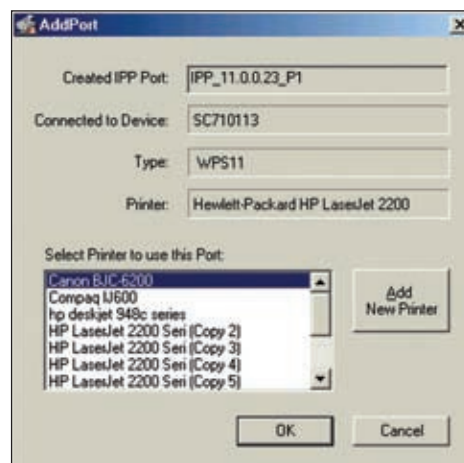 AddPort
Created IPP Port: IPP_11.0.0.23_P1
Connected to Device: SC710113
Type: WPS11
Printer: Hewlett-Packard HP LaserJet 2200
Select Printer to use this Port:
Canon BJC-6200
Compaq IJ600
hp deskjet 948c series
HP LaserJet 2200 Seri (Copy 2)
HP LaserJet 2200 Seri (Copy 3)
HP LaserJet 2200 Seri (Copy 4)
HP LaserJet 2200 Seri (Copy 5)
Add
New Printer
OK Cancel